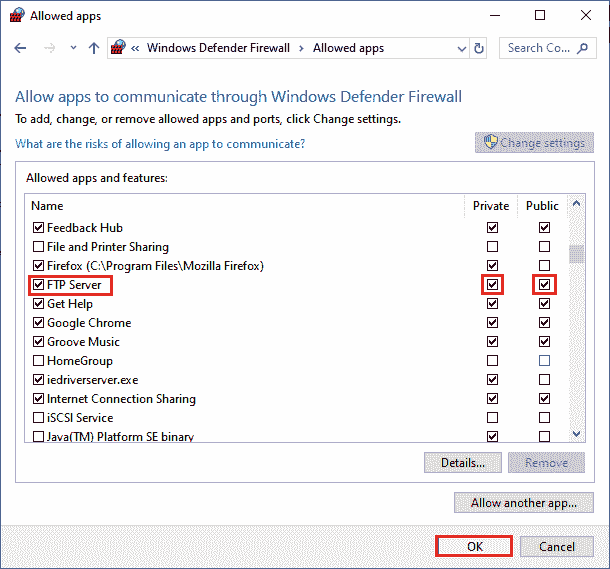 Allowed apps
« Windows Defender Firewall > Allowed apps
Search Co...
Allow apps to communicate through Windows Defender Firewall
To add, change, or remove allowed apps and ports, click Change settings.
What are the risks of allowing an app to communicate?
Change settings
Allowed apps and features:
Name Private Public
Feedback Hub
File and Printer Sharing
Firefox (C:\Program Files\Mozilla Firefox)
FTP Server
Get Help
Google Chrome
Groove Music
HomeGroup
iedriverserver.exe
Internet Connection Sharing
iSCSI Service
Java(TM) Platform SE binary
Details... Remove
Allow another app...
OK Cancel